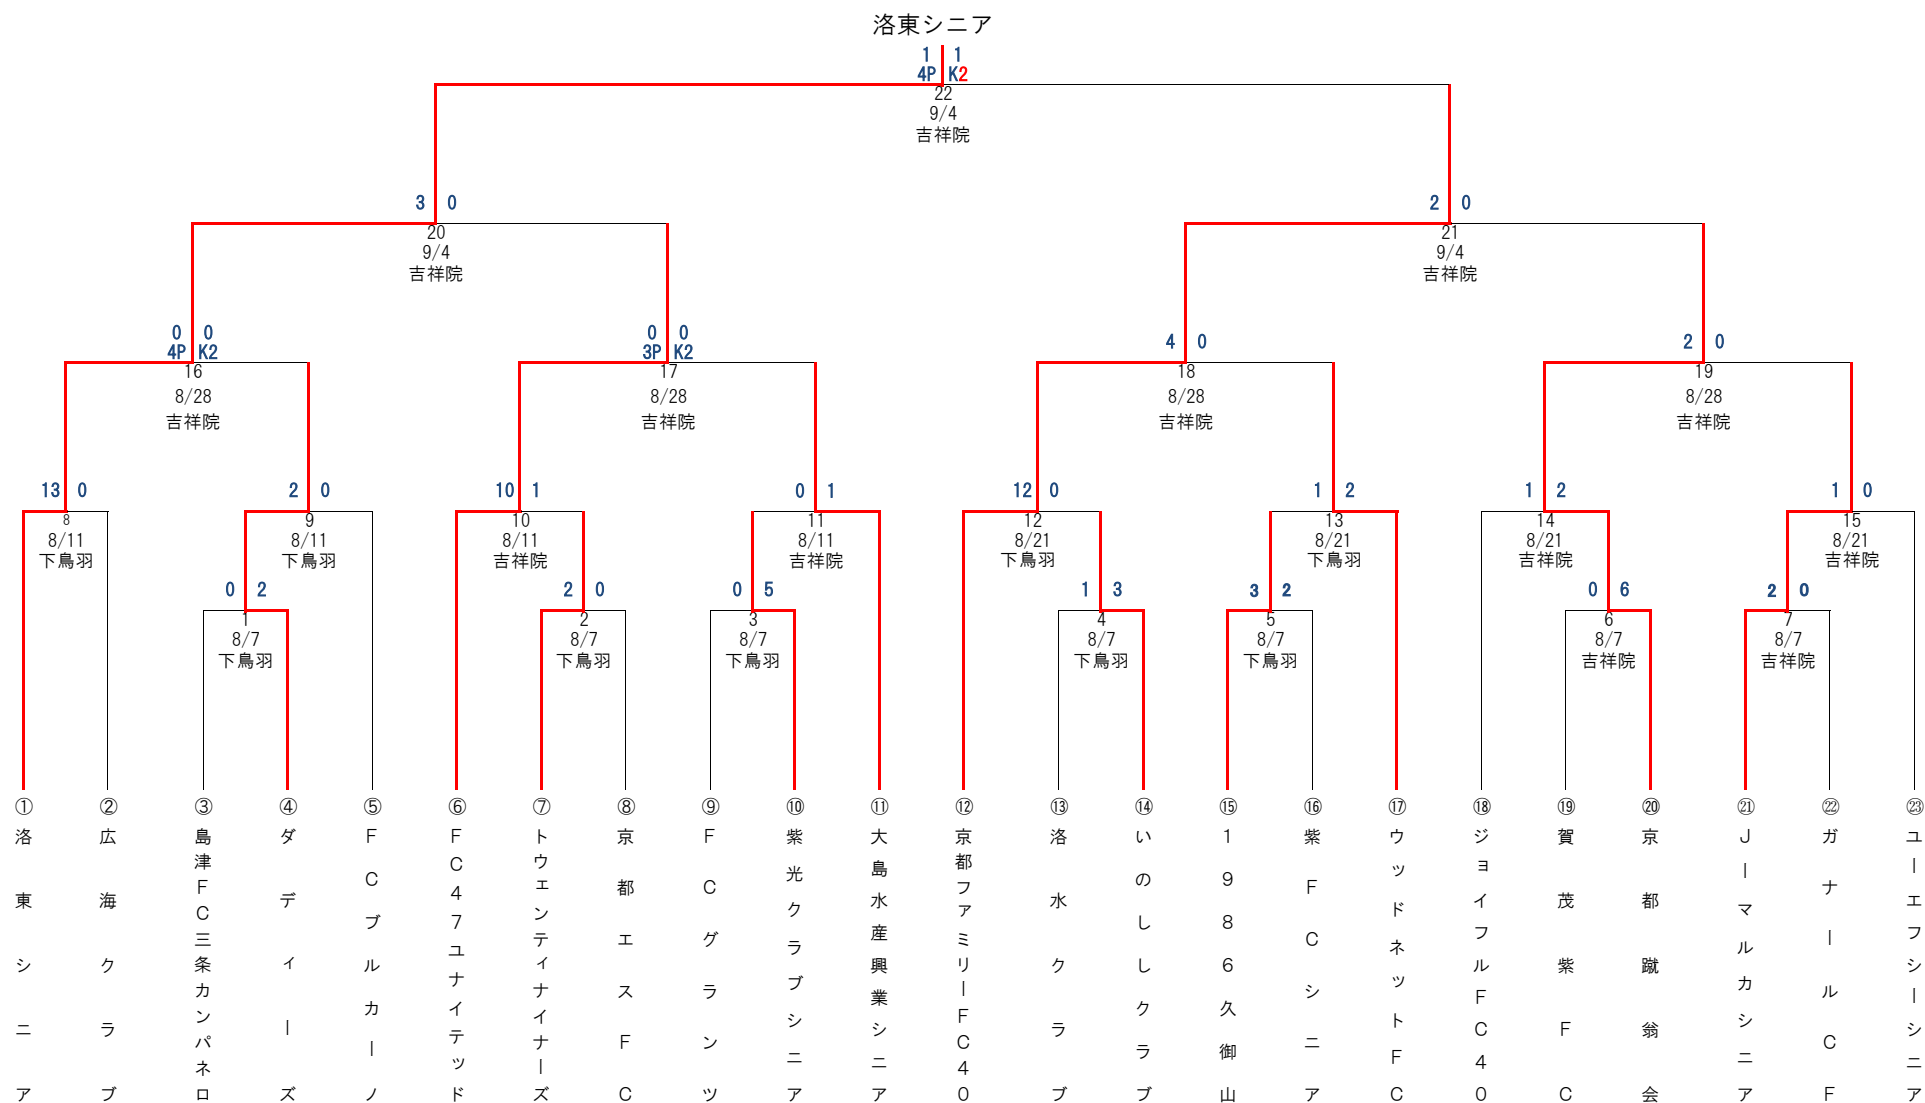 洛東シニア
1 1
4P K2
22
9/4
吉祥院
3 0
2 0
20
9/4
吉祥院
21
9/4
吉祥院
0 0
4P K2
0 0
3P K2
4 0
2 0
16
8/28
吉祥院
17
8/28
吉祥院
18
8/28
吉祥院
19
8/28
吉祥院
13 0
2 0
10 1
0 1
12 0
1 2
1 2
1 0
8
8/11
下鳥羽
9
8/11
下鳥羽
10
8/11
吉祥院
11
8/11
吉祥院
12
8/21
下鳥羽
13
8/21
下鳥羽
14
8/21
吉祥院
15
8/21
吉祥院
0 2
2 0
0 5
1 3
3 2
0 6
2 0
1
8/7
下鳥羽
2
8/7
下鳥羽
3
8/7
下鳥羽
4
8/7
下鳥羽
5
8/7
下鳥羽
6
8/7
吉祥院
7
8/7
吉祥院
① 洛東シニア
② 広海クラブ
③ 島津FC三条カンパネロ
④ ダディーズ
⑤ FCブルカーノ
⑥ FC47ユナイテッド
⑦ トウェンティナイナーズ
⑧ 京都エスFC
⑨ FCグランツ
⑩ 紫光クラブシニア
⑪ 大島水産興業シニア
⑫ 京都ファミリーFC40
⑬ 洛水クラブ
⑭ いのししクラブ
⑮ 1986久御山
⑯ 紫FCシニア
⑰ ウッドネットFC
⑱ ジョイフルFC40
⑲ 賀茂紫FC
⑳ 京都蹴翁会
㉑ Jーマルカシニア
㉒ ガナールCF
㉓ ユーエフシーシニア